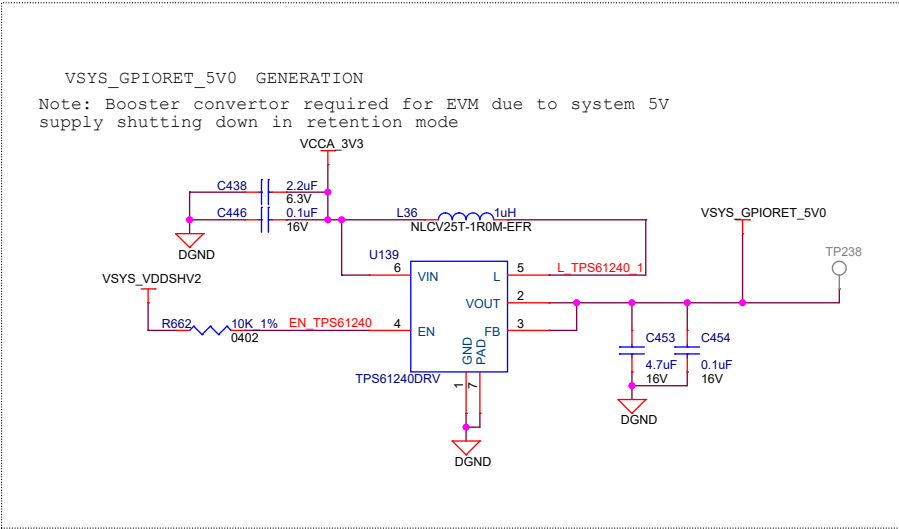 VSYS_GPIORET_5V0 GENERATION
Note: Booster convertor required for EVM due to system 5V
supply shutting down in retention mode
VCCA_3V3
C438 2.2uF
6.3V
C446 0.1uF
16V
DGND
L36 1uH
NLCV25T-1R0M-EFR
VSYS_GPIORET_5V0
TP238
U139
6 VIN
L 5 L_TPS61240_1
VSYS_VDDSHV2
VOUT 2
R662 10K_1% EN_TPS61240 4 EN
0402
FB 3
GND
PAD
TPS61240DRV
1
7
C453
4.7uF
16V
C454
0.1uF
16V
DGND
DGND